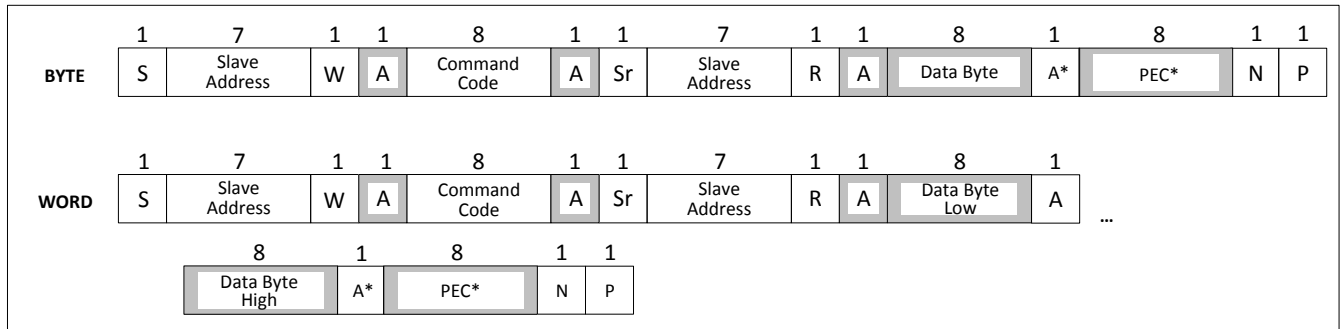 1 7 1 1 8 1 1 7 1 1 8 1 8 1 1
BYTE S Slave Address W A Command Code A Sr Slave Address R A Data Byte A* PEC* N P
1 7 1 1 8 1 1 7 1 1 8 1
WORD S Slave Address W A Command Code A Sr Slave Address R A Data Byte Low A ...
8 1 8 1 1
Data Byte High A* PEC* N P